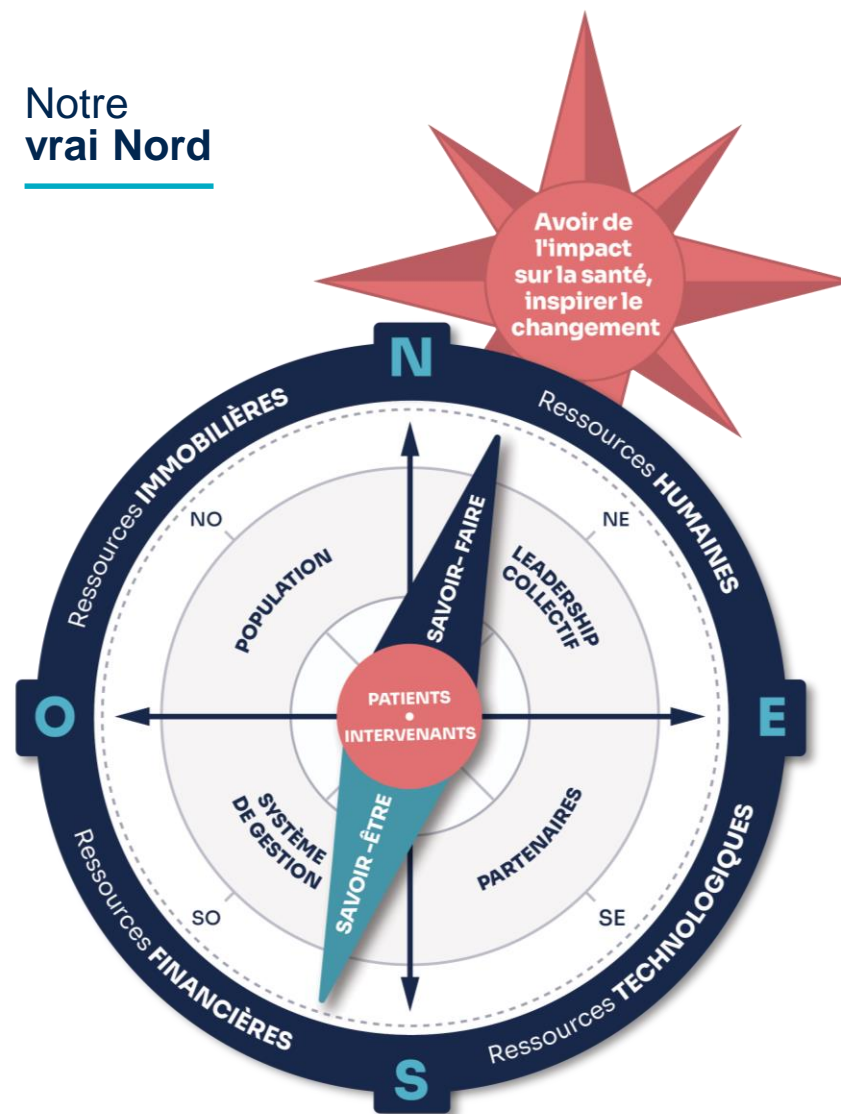 Notre
vrai Nord
Avoir de
l'impact
sur la santé,
inspirer le
changement
N
Ressources IMMOBILIÈRES
Ressources HUMAINES
NO
NE
POPULATION
SAVOIR-FAIRE
LEADERSHIP
COLLECTIF
O
PATIENTS
•
INTERVENANTS
E
SYSTÈME
DE GESTION
SAVOIR-ÊTRE
PARTENAIRES
SO
SE
Ressources FINANCIÈRES
Ressources TECHNOLOGIQUES
S